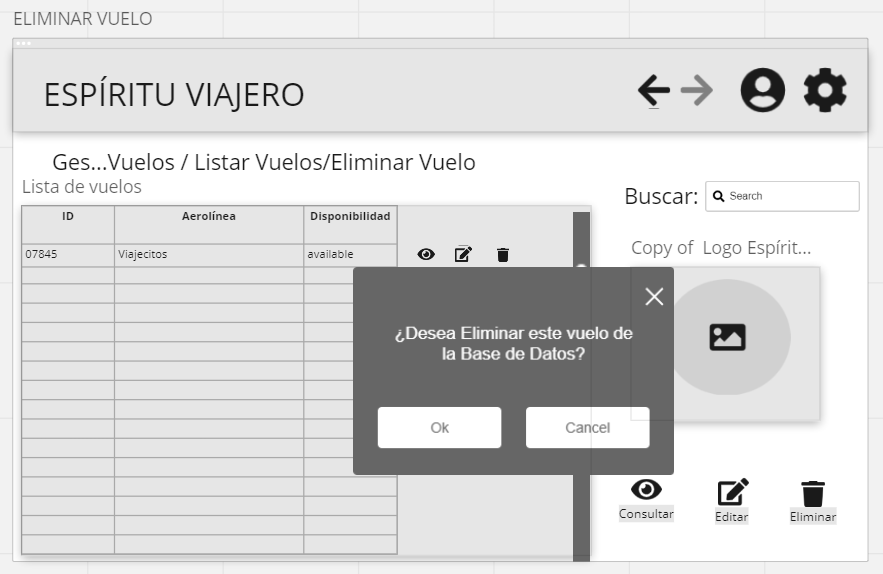 ELIMINAR VUELO
ESPÍRITU VIAJERO
Ges...Vuelos / Listar Vuelos/Eliminar Vuelo
Lista de vuelos
Buscar: Search
ID Aerolínea Disponibilidad
07845 Viajecitos available
Copy of Logo Espírit...
¿Desea Eliminar este vuelo de
la Base de Datos?
Ok Cancel
Consultar Editar Eliminar